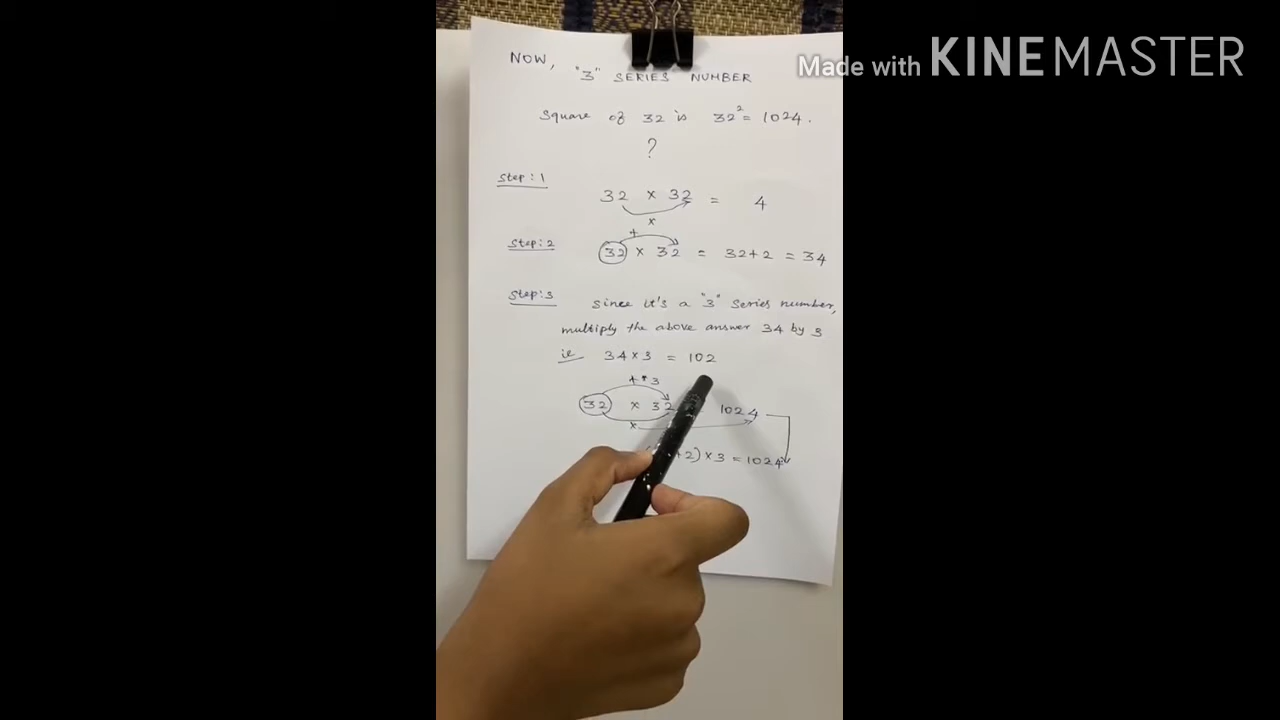 Made with KINEMASTER
NOW,
"3" SERIES NUMBER
Square of 32 is 32² = 1024.
?
Step: 1
32 × 32 = 4
×
+
Step: 2
32 × 32 = 32+2 = 34
Step: 3
Since it's a "3" series number,
multiply the above answer 34 by 3
ie 34×3 = 102
+ * 3
32 × 32 1024
×
+2) ×3 = 1024